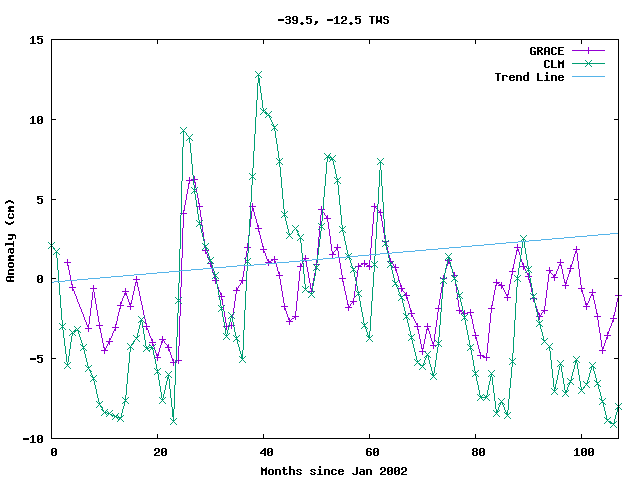 -39.5, -12.5 TWS
15
10
5
0
-5
-10
Anomaly (cm)
GRACE
CLM
Trend Line
0 20 40 60 80 100
Months since Jan 2002